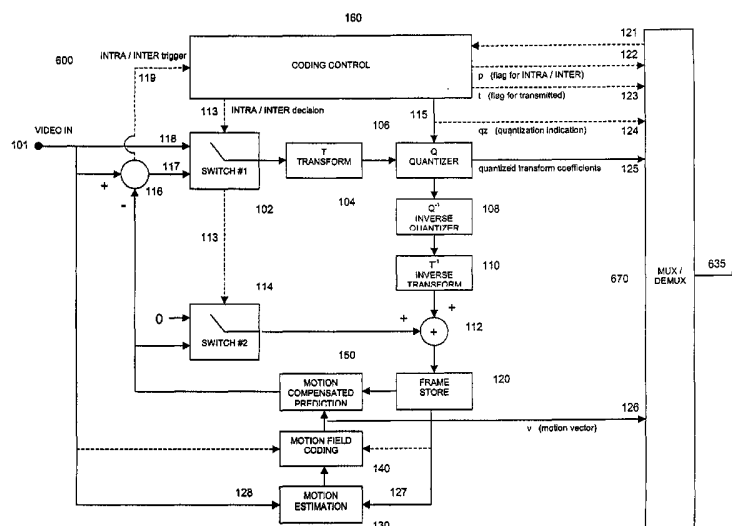 160
600
INTRA / INTER trigger
119
CODING CONTROL
121
122
p (flag for INTRA / INTER)
t (flag for transmitted)
123
113
INTRA / INTER decision
115
qz (quantization indication)
124
106
101
VIDEO IN
118
117
+
116
-
SWITCH #1
102
T
TRANSFORM
104
Q
QUANTIZER
quantized transform coefficients
125
Q-1
INVERSE
QUANTIZER
108
113
T-1
INVERSE
TRANSFORM
110
670
MUX /
DEMUX
635
114
0
SWITCH #2
+
+
+
112
150
MOTION
COMPENSATED
PREDICTION
FRAME
STORE
120
126
v (motion vector)
MOTION FIELD
CODING
140
128
MOTION
ESTIMATION
127
130